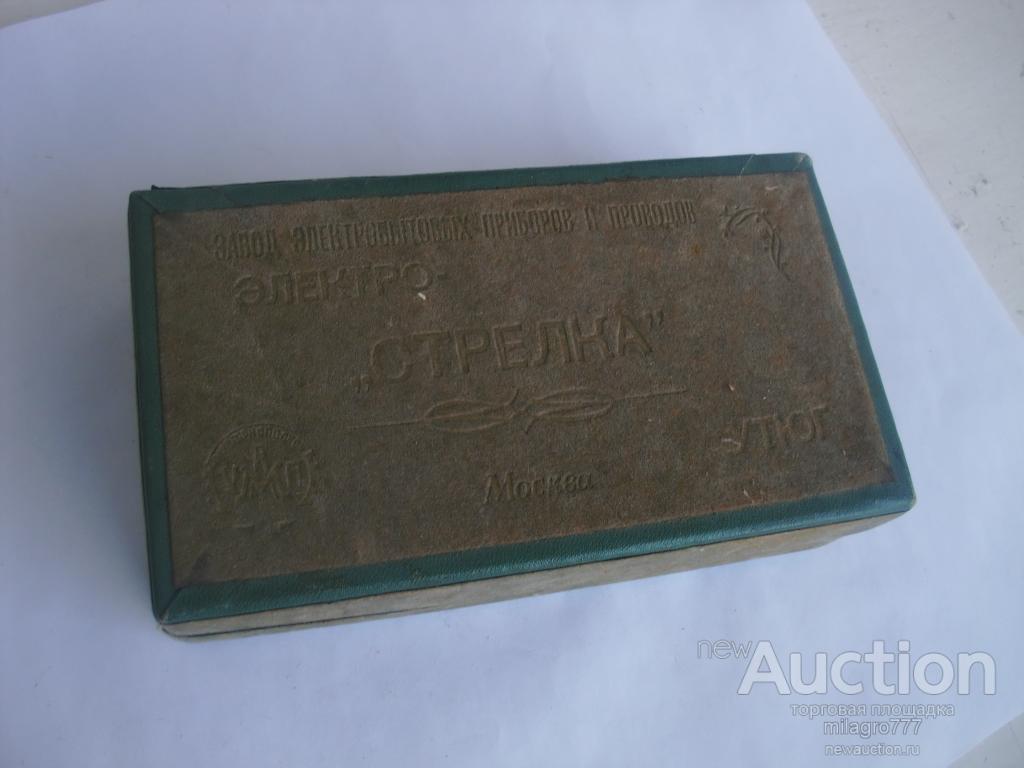 ЗАВОД ЭЛЕКТРОБЫТОВЫХ ПРИБОРОВ И ПРОВОДОВ
ЭЛЕКТРО-
„СТРЕЛКА”
УТЮГ
Москва
newAuction
торговая площадка
milagro777
newauction.ru